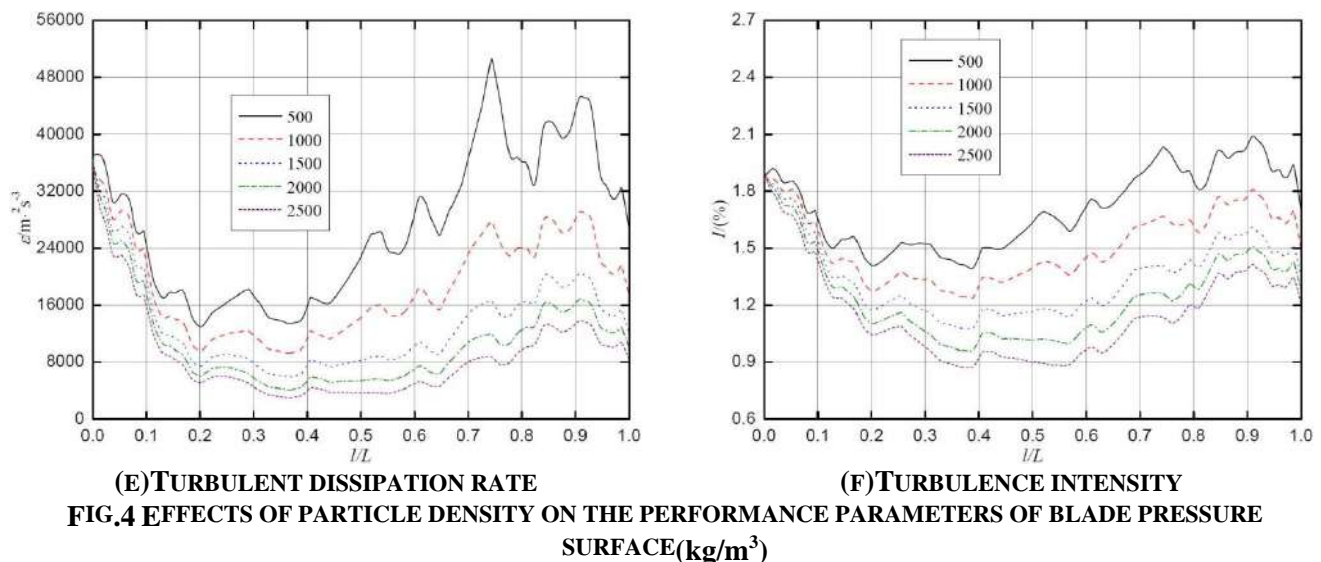 56000
48000
40000
32000
24000
16000
8000
0
ε/m²·s⁻³
500
1000
1500
2000
2500
0.0 0.1 0.2 0.3 0.4 0.5 0.6 0.7 0.8 0.9 1.0
l/L
2.7
2.4
2.1
1.8
1.5
1.2
0.9
0.6
I/(%)
500
1000
1500
2000
2500
0.0 0.1 0.2 0.3 0.4 0.5 0.6 0.7 0.8 0.9 1.0
l/L
(E)TURBULENT DISSIPATION RATE
(F)TURBULENCE INTENSITY
FIG.4 EFFECTS OF PARTICLE DENSITY ON THE PERFORMANCE PARAMETERS OF BLADE PRESSURE
SURFACE(kg/m³)